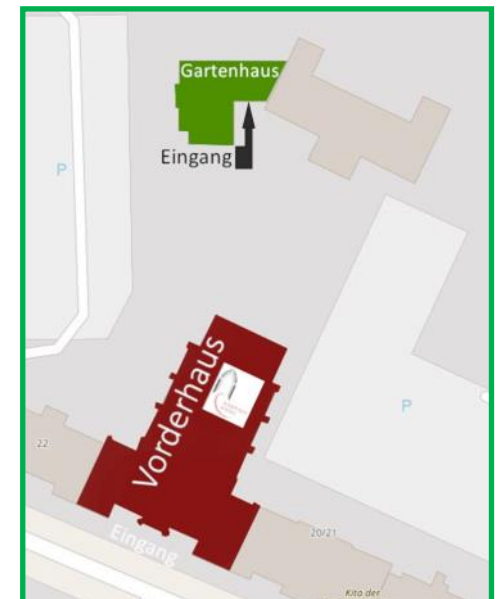 Gartenhaus
Eingang
P
Vorderhaus
P
22
Eingang
20/21
Kita der